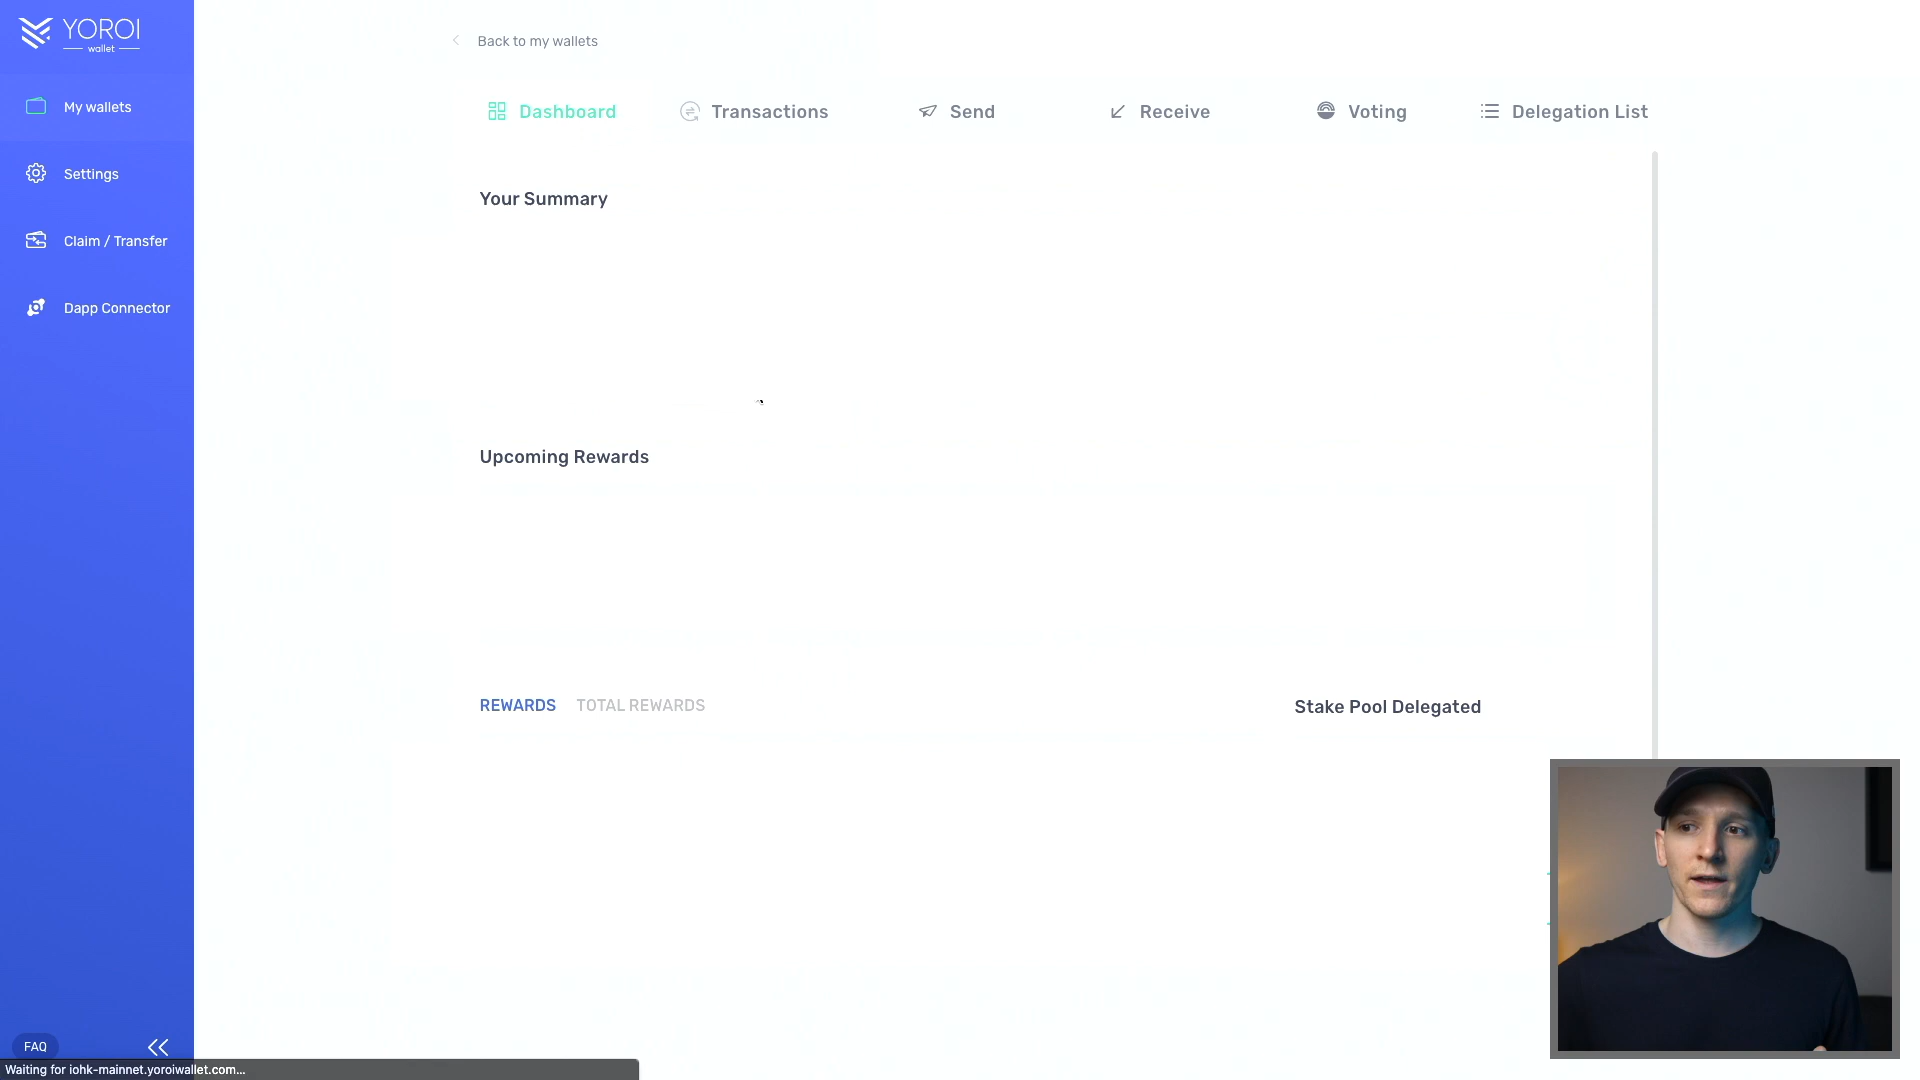 YOROI
wallet
My wallets
Settings
Claim / Transfer
Dapp Connector
FAQ
Back to my wallets
Dashboard
Transactions
Send
Receive
Voting
Delegation List
Your Summary
Upcoming Rewards
REWARDS
TOTAL REWARDS
Stake Pool Delegated
Waiting for iohk-mainnet.yoroiwallet.com...